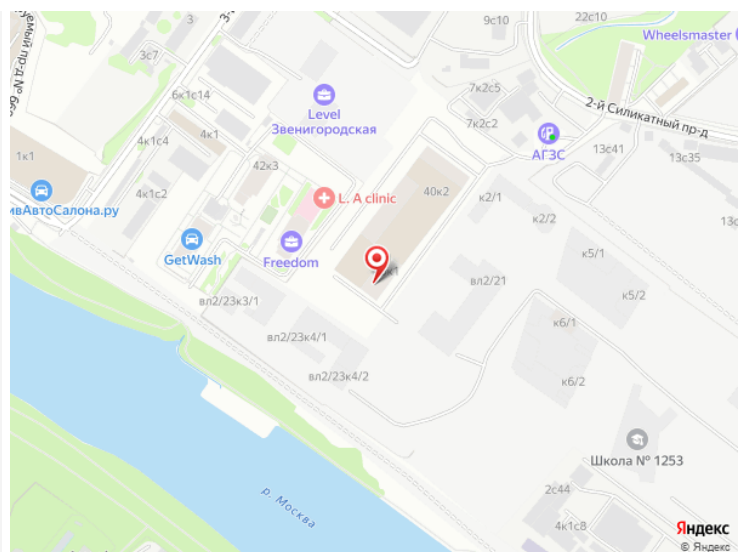 9с10
22с10
Wheelsmaster
3с7
6к1с14
Level
Звенигородская
7к2с5
2-й Силикатный пр-д
4к1с4
4к1
7к2с2
АГЗС
13с41
13с35
1к1
42к3
4к1с2
40к2
к2/1
L. A clinic
ивАвтоСалона.ру
к2/2
GetWash
Freedom
к5/1
вл2/21
вл2/23к3/1
к5/2
вл2/23к4/1
к6/1
вл2/23к4/2
к6/2
Школа № 1253
р. Москва
2с44
4к1с8
Яндекс
© Яндекс